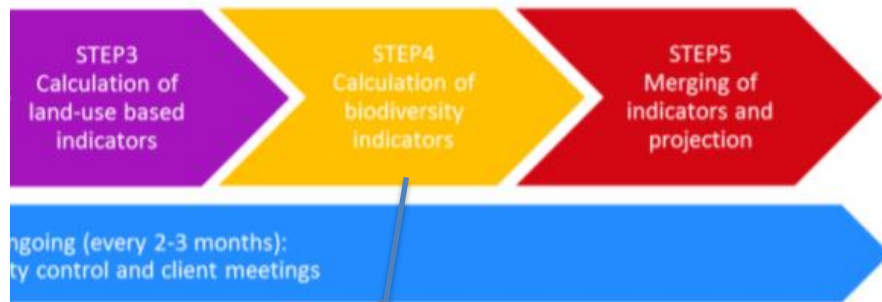 STEP3
Calculation of
land-use based
indicators
STEP4
Calculation of
biodiversity
indicators
STEP5
Merging of
indicators and
projection
ngoing (every 2-3 months):
ty control and client meetings